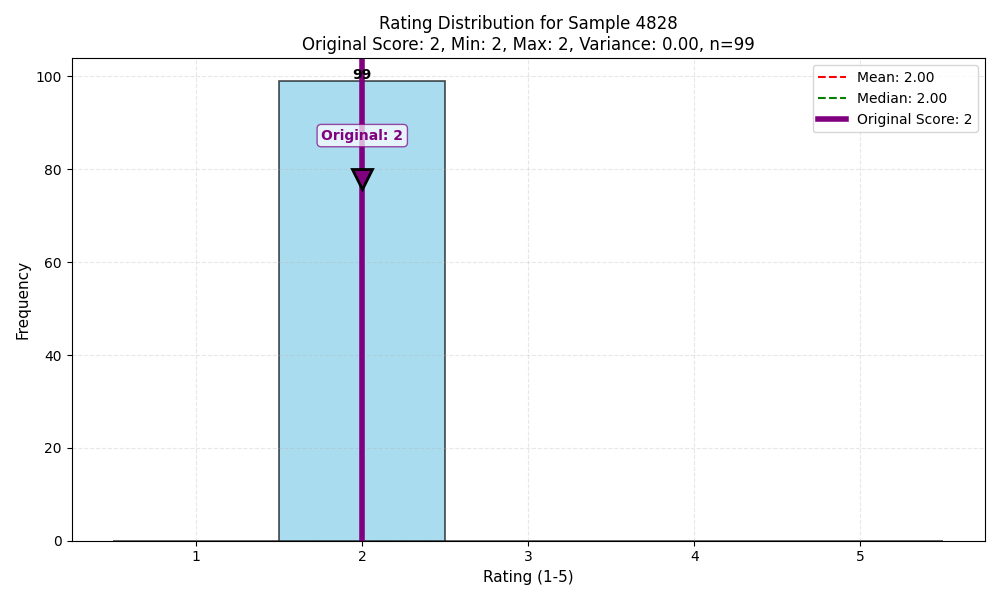 Rating Distribution for Sample 4828
Original Score: 2, Min: 2, Max: 2, Variance: 0.00, n=99
Mean: 2.00
Median: 2.00
Original Score: 2
99
Original: 2
100
80
60
40
20
0
Frequency
1 2 3 4 5
Rating (1-5)